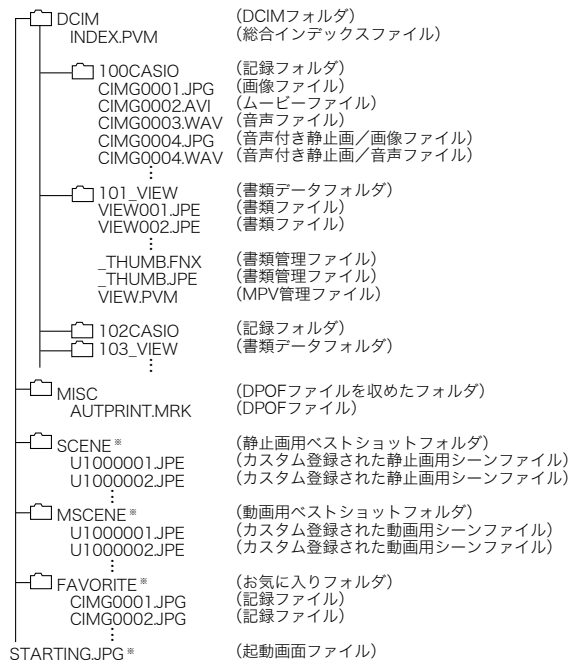 DCIM （DCIMフォルダ）
INDEX.PVM （総合インデックスファイル）
100CASIO （記録フォルダ）
CIMG0001.JPG （画像ファイル）
CIMG0002.AVI （ムービーファイル）
CIMG0003.WAV （音声ファイル）
CIMG0004.JPG （音声付き静止画／画像ファイル）
CIMG0004.WAV （音声付き静止画／音声ファイル）
101_VIEW （書類データフォルダ）
VIEW001.JPE （書類ファイル）
VIEW002.JPE （書類ファイル）
_THUMB.FNX （書類管理ファイル）
_THUMB.JPE （書類管理ファイル）
VIEW.PVM （MPV管理ファイル）
102CASIO （記録フォルダ）
103_VIEW （書類データフォルダ）
MISC （DPOFファイルを収めたフォルダ）
AUTPRINT.MRK （DPOFファイル）
SCENE※ （静止画用ベストショットフォルダ）
U1000001.JPE （カスタム登録された静止画用シーンファイル）
U1000002.JPE （カスタム登録された静止画用シーンファイル）
MSCENE※ （動画用ベストショットフォルダ）
U1000001.JPE （カスタム登録された動画用シーンファイル）
U1000002.JPE （カスタム登録された動画用シーンファイル）
FAVORITE※ （お気に入りフォルダ）
CIMG0001.JPG （記録ファイル）
CIMG0002.JPG （記録ファイル）
STARTING.JPG※ （起動画面ファイル）